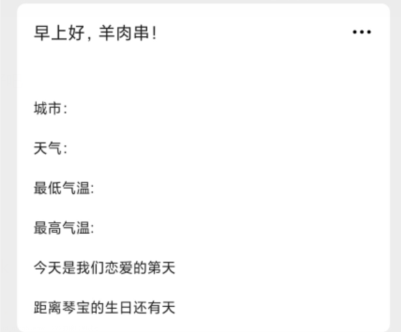 早上好，羊肉串！
城市：
天气：
最低气温:
最高气温:
今天是我们恋爱的第天
距离琴宝的生日还有天